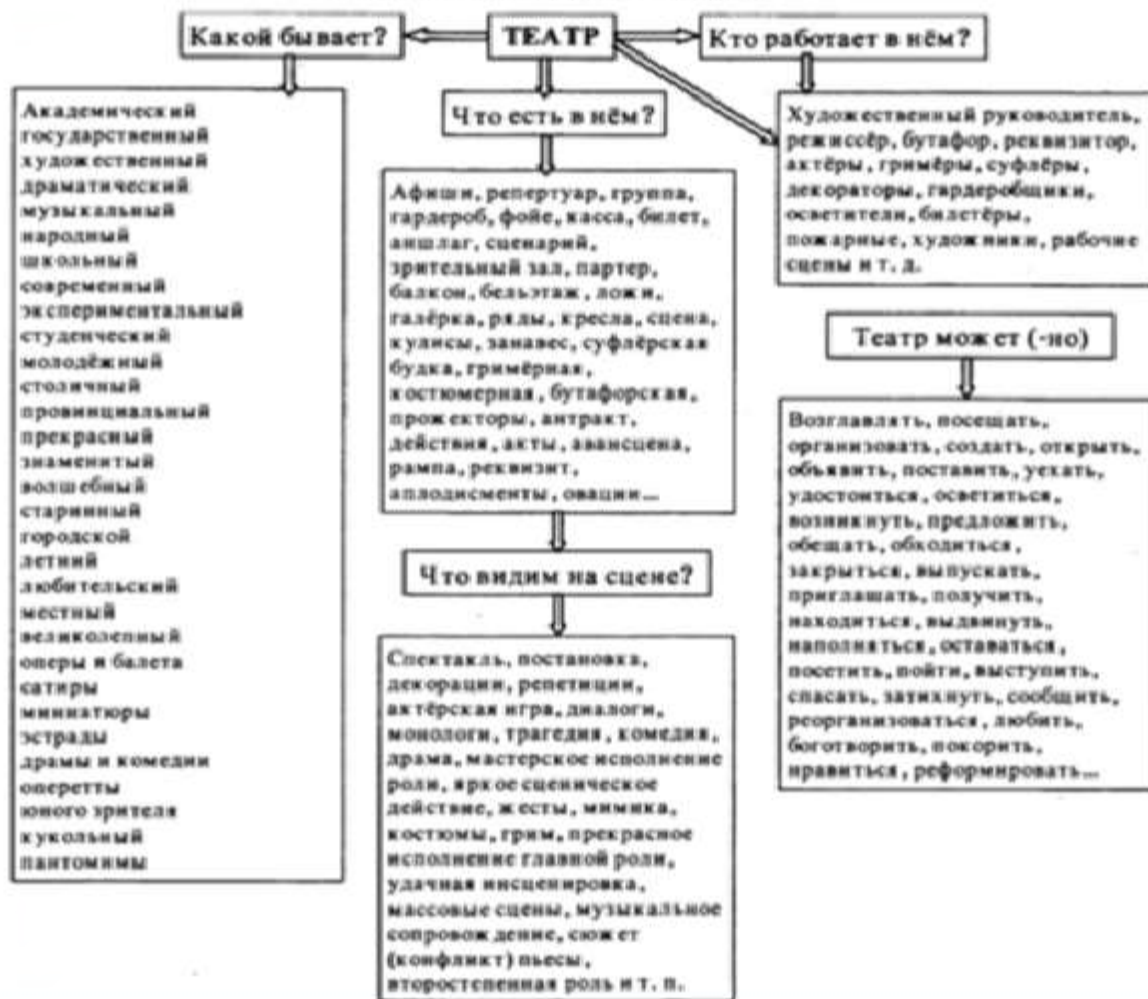 ТЕАТР
Какой бывает?
Академический
государственный
художественный
драматический
музыкальный
народный
школьный
современный
экспериментальный
студенческий
молодёжный
столичный
провинциальный
прекрасный
знаменитый
волшебный
старинный
городской
летний
любительский
местный
великолепный
оперы и балета
сатиры
миниатюры
эстрады
драмы и комедии
оперетты
юного зрителя
кукольный
пантомимы
Что есть в нём?
Афиши, репертуар, группа,
гардероб, фойе, касса, билет,
аншлаг, сценарий,
зрительный зал, партер,
балкон, бельэтаж, ложи,
галёрка, ряды, кресла, сцена,
кулисы, занавес, суфлёрская
будка, гримёрная,
костюмерная, бутафорская,
прожекторы, антракт,
действия, акты, авансцена,
рампа, реквизит,
аплодисменты, овации...
Что видим на сцене?
Спектакль, постановка,
декорации, репетиции,
актёрская игра, диалоги,
монологи, трагедия, комедия,
драма, мастерское исполнение
роли, яркое сценическое
действие, жесты, мимика,
костюмы, грим, прекрасное
исполнение главной роли,
удачная инсценировка,
массовые сцены, музыкальное
сопровождение, сюжет
(конфликт) пьесы,
второстепенная роль и т. п.
Кто работает в нём?
Художественный руководитель,
режиссёр, бутафор, реквизитор,
актёры, гримёры, суфлёры,
декораторы, гардеробщики,
осветители, билетёры,
пожарные, художники, рабочие
сцены и т. д.
Театр может (-но)
Возглавлять, посещать,
организовать, создать, открыть,
объявить, поставить, уехать,
удостоиться, осветиться,
возникнуть, предложить,
обещать, обходиться,
закрыться, выпускать,
приглашать, получить,
находиться, выдвинуть,
наполняться, оставаться,
посетить, пойти, выступить,
спасать, затихнуть, сообщить,
реорганизоваться, любить,
боготворить, покорить,
нравиться, реформировать...